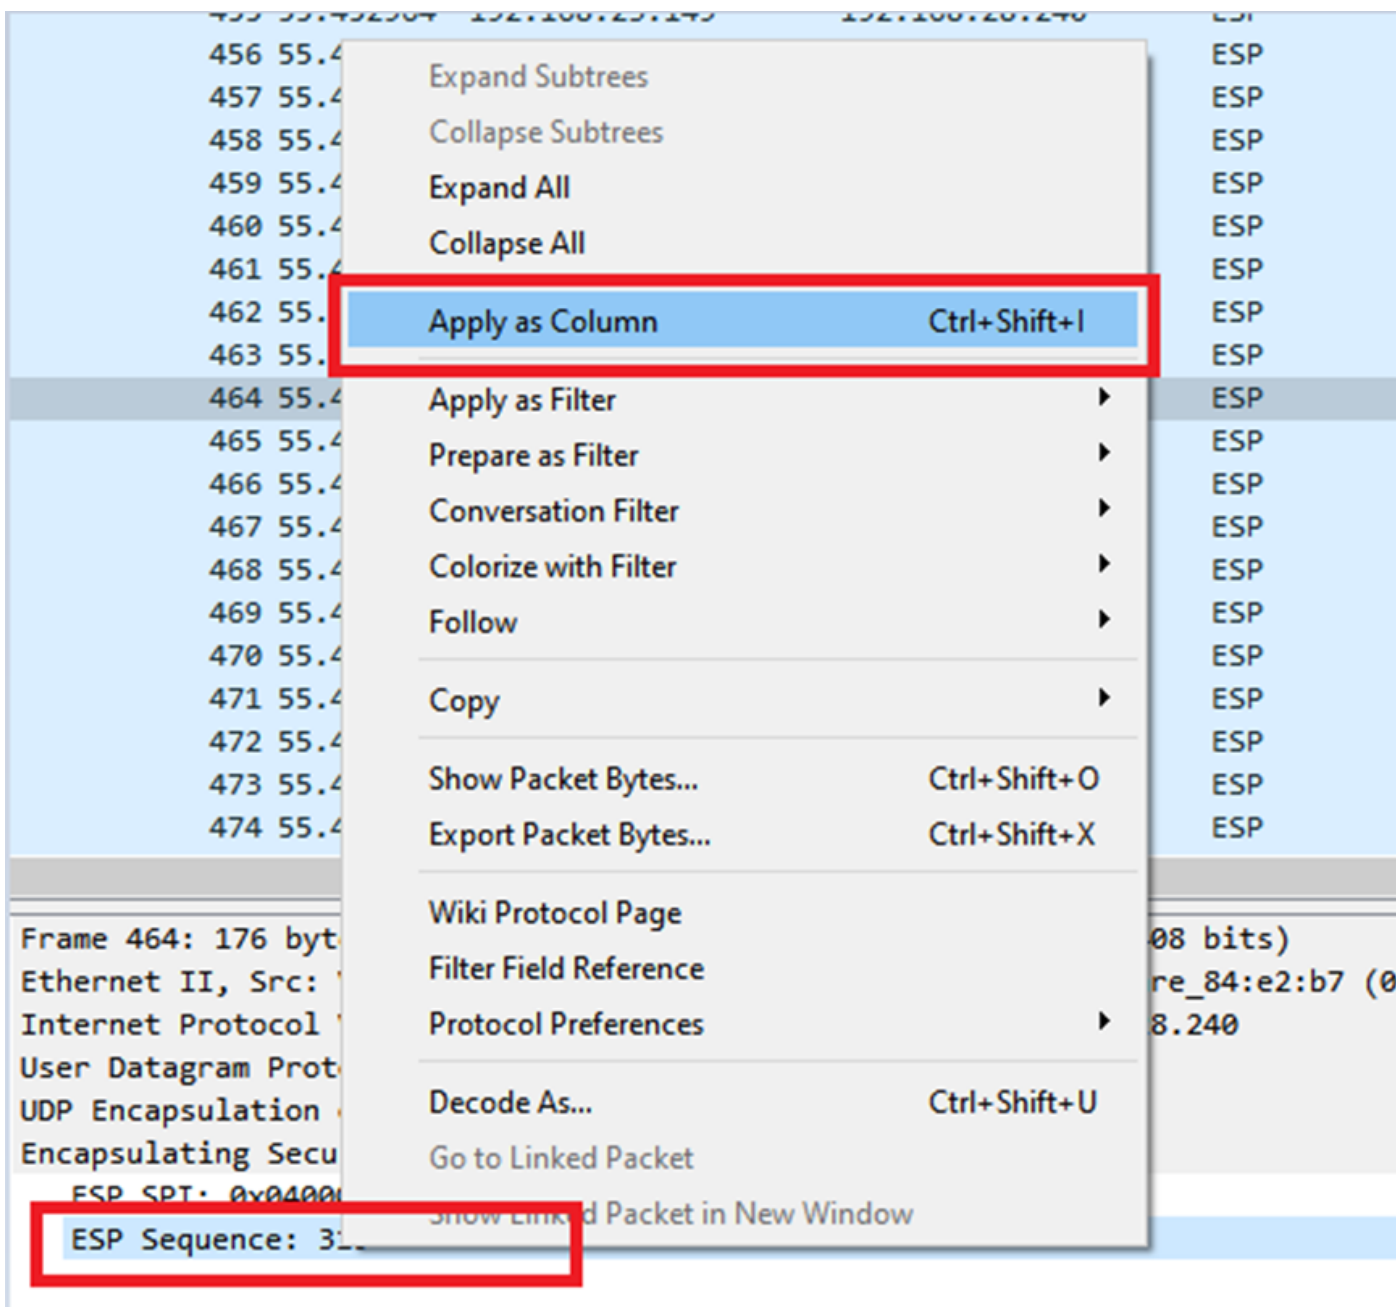 456 55.4 ESP
457 55.4 Expand Subtrees ESP
458 55.4 Collapse Subtrees ESP
459 55.4 Expand All ESP
460 55.4 Collapse All ESP
461 55.4 ESP
462 55. Apply as Column Ctrl+Shift+I ESP
463 55. ESP
464 55.4 Apply as Filter ESP
465 55.4 Prepare as Filter ESP
466 55.4 Conversation Filter ESP
467 55.4 ESP
468 55.4 Colorize with Filter ESP
469 55.4 Follow ESP
470 55.4 ESP
471 55.4 Copy ESP
472 55.4 ESP
473 55.4 Show Packet Bytes... Ctrl+Shift+O ESP
474 55.4 Export Packet Bytes... Ctrl+Shift+X ESP
Wiki Protocol Page
Frame 464: 176 byt 08 bits)
Filter Field Reference
Ethernet II, Src: re_84:e2:b7 (0
Internet Protocol Protocol Preferences 8.240
User Datagram Prot
UDP Encapsulation Decode As... Ctrl+Shift+U
Encapsulating Secu Go to Linked Packet
ESP SPI: 0x0400
Show Linked Packet in New Window
ESP Sequence: